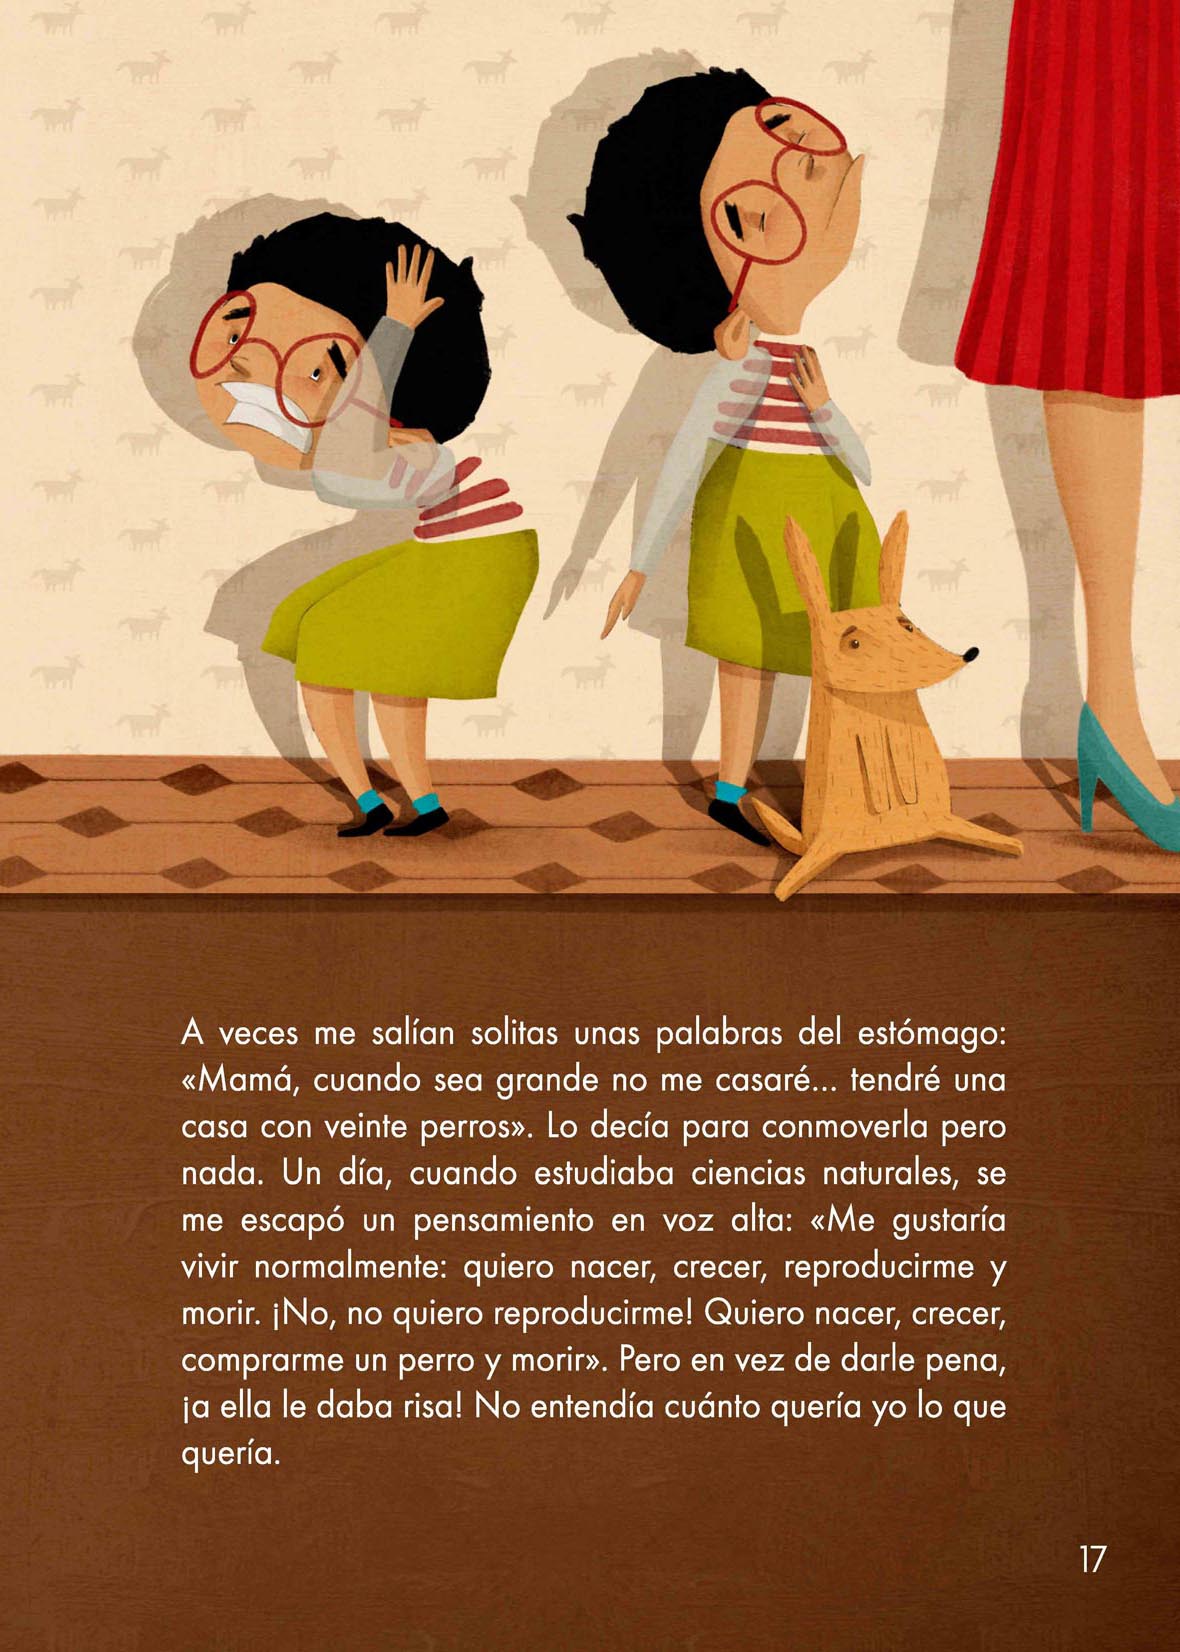 A veces me salían solitas unas palabras del estómago:
«Mamá, cuando sea grande no me casaré... tendré una
casa con veinte perros». Lo decía para conmoverla pero
nada. Un día, cuando estudiaba ciencias naturales, se
me escapó un pensamiento en voz alta: «Me gustaría
vivir normalmente: quiero nacer, crecer, reproducirme y
morir. ¡No, no quiero reproducirme! Quiero nacer, crecer,
comprarme un perro y morir». Pero en vez de darle pena,
¡a ella le daba risa! No entendía cuánto quería yo lo que
quería.
17